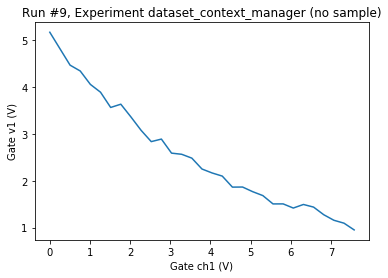 Run #9, Experiment dataset_context_manager (no sample)
5
4
3
2
1
Gate v1 (V)
0 1 2 3 4 5 6 7
Gate ch1 (V)